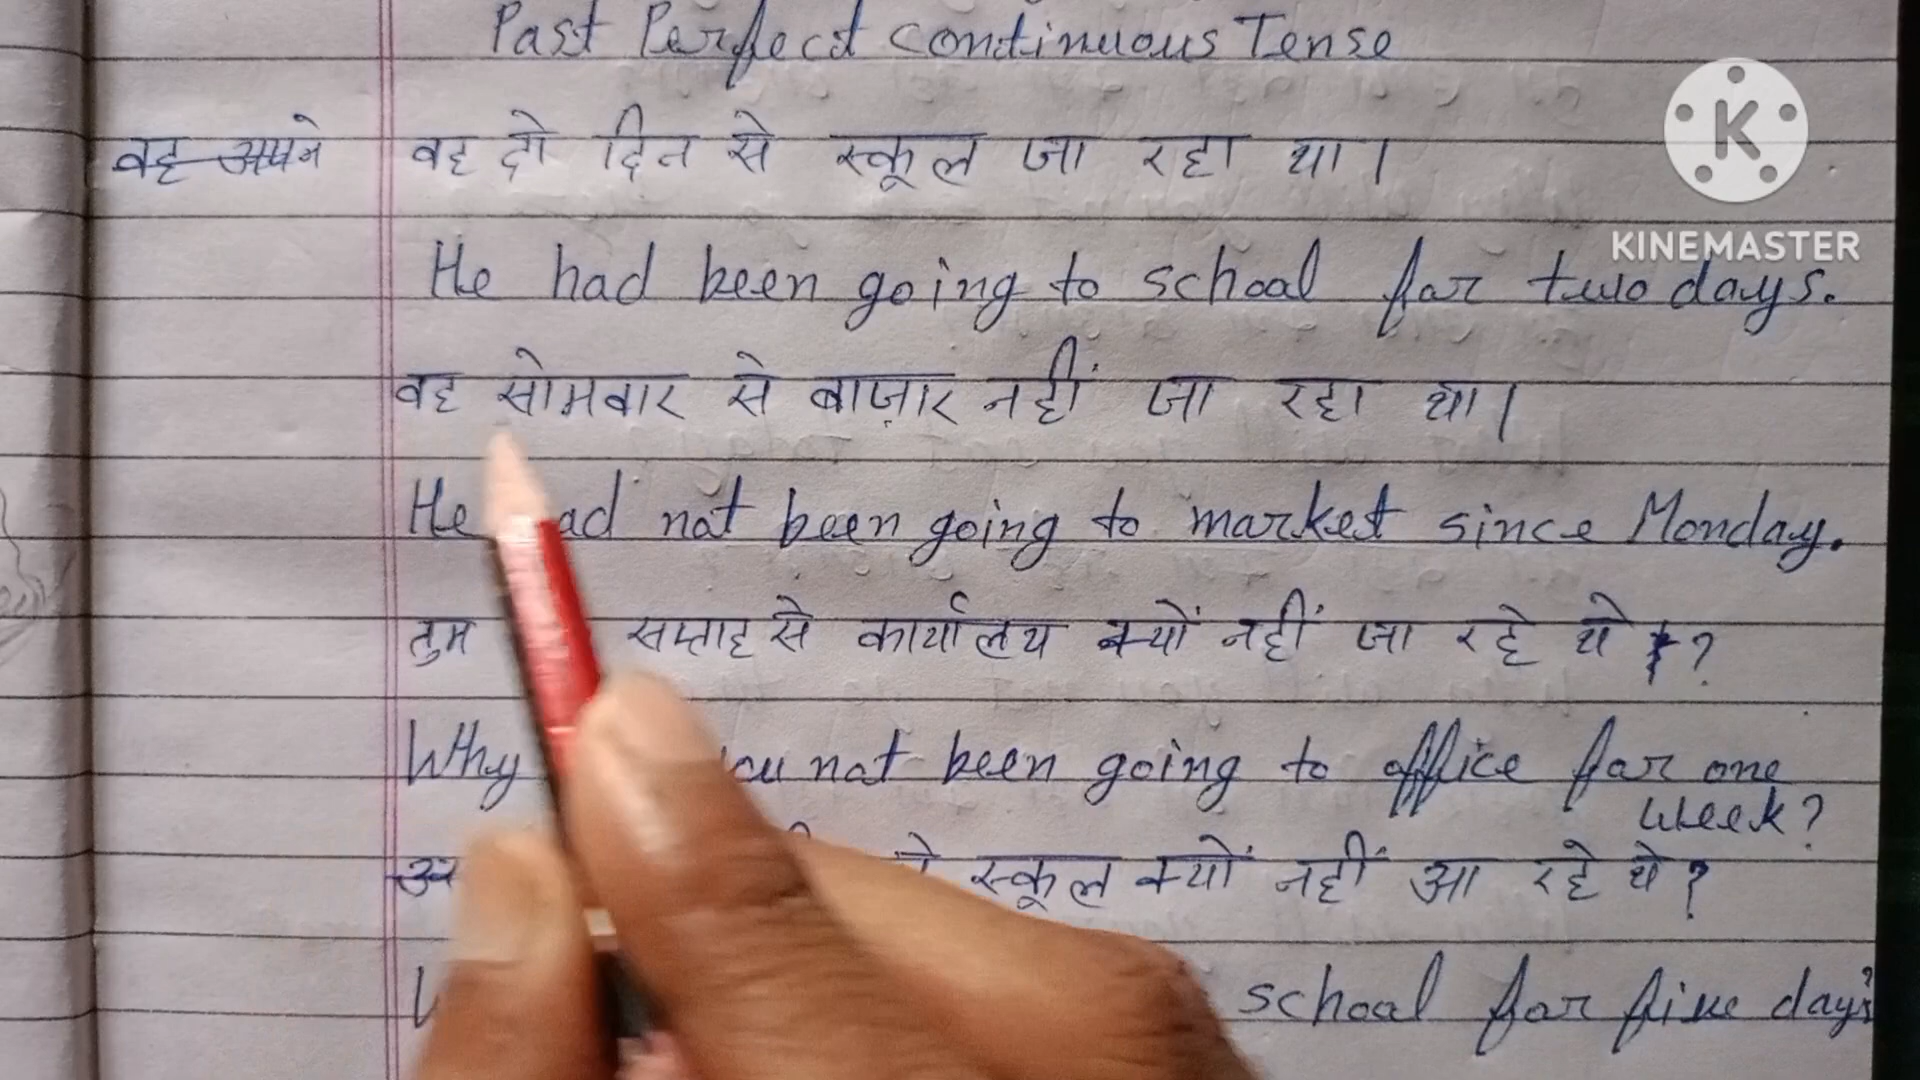 Past Perfect Continuous Tense
वह अपने वह दो दिन से स्कूल जा रहा था।
KINEMASTER
He had been going to school for two days.
वह सोमवार से बाज़ार नहीं जा रहा था।
He had not been going to market since Monday.
तुम सप्ताह से कार्यालय क्यों नहीं जा रहे थे ?
Why you not been going to office for one
week?
स्कूल क्यों नहीं आ रहे थे ?
school for five days?